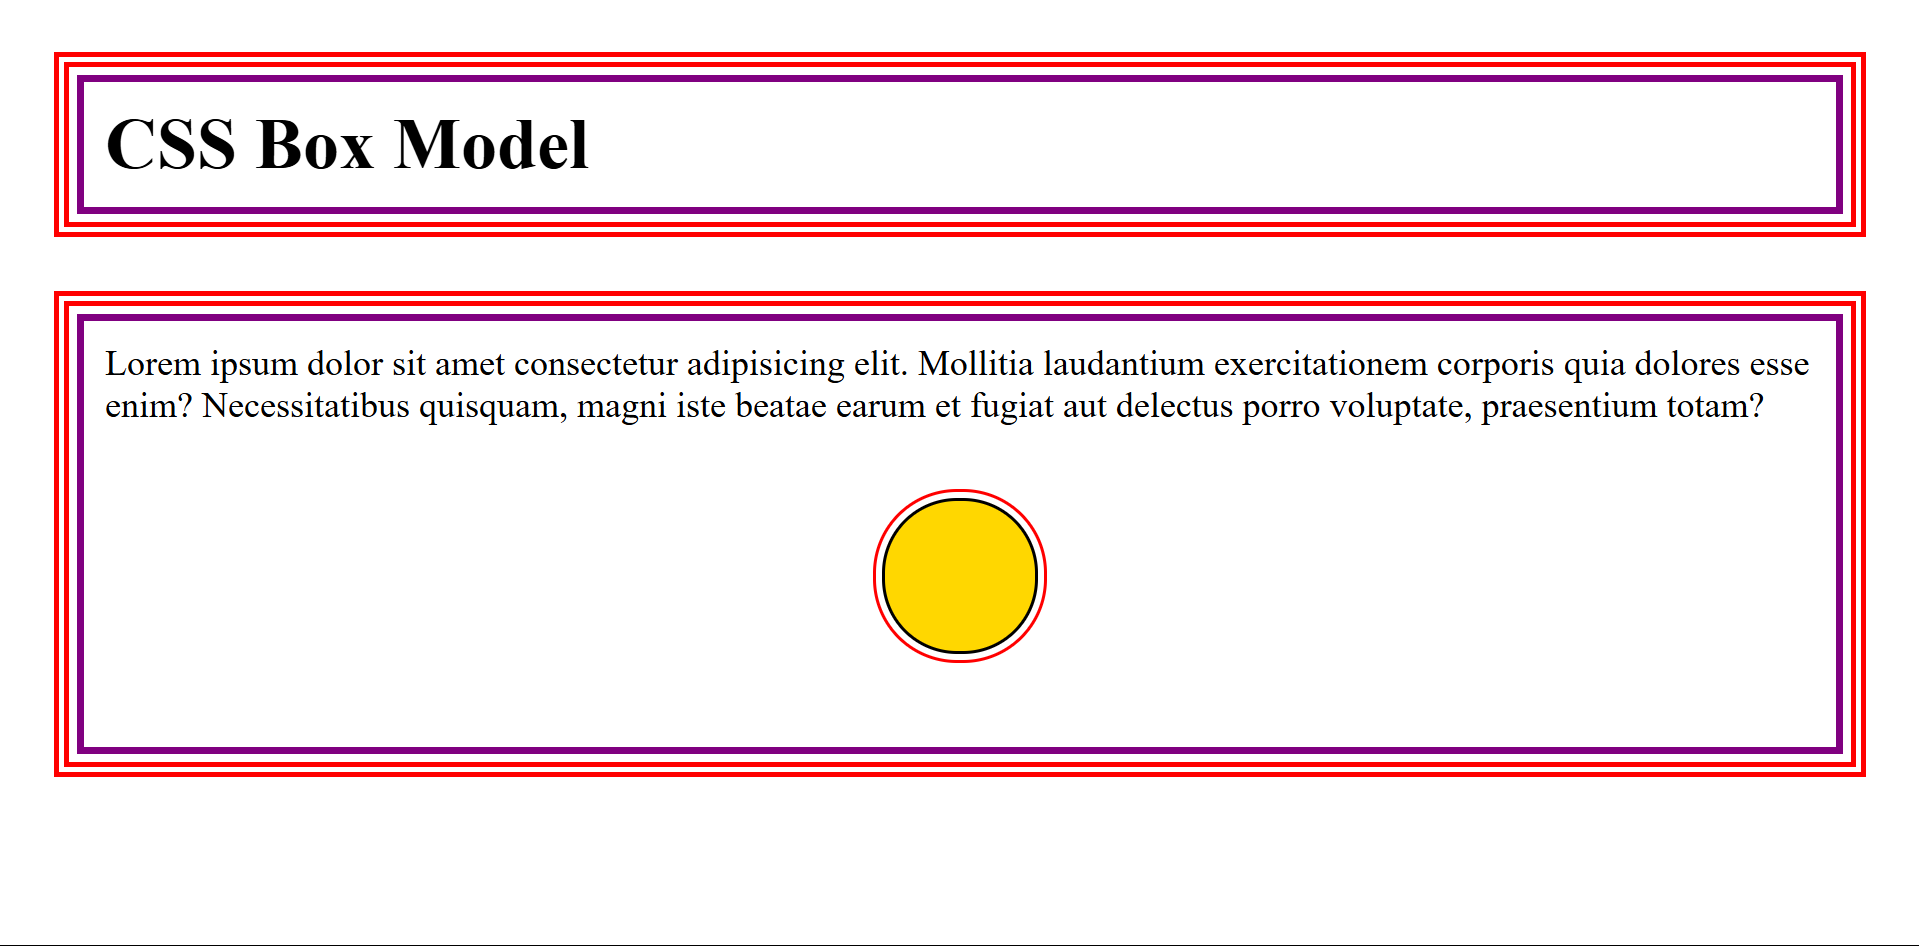 CSS Box Model
Lorem ipsum dolor sit amet consectetur adipisicing elit. Mollitia laudantium exercitationem corporis quia dolores esse
enim? Necessitatibus quisquam, magni iste beatae earum et fugiat aut delectus porro voluptate, praesentium totam?